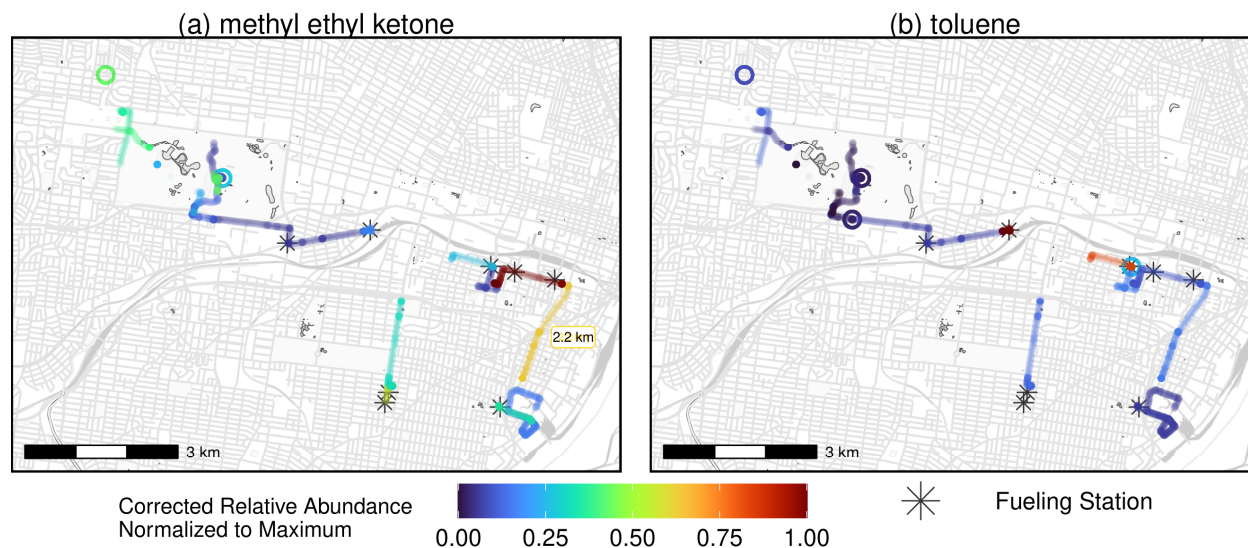 (a) methyl ethyl ketone
(b) toluene
2.2 km
3 km
3 km
Corrected Relative Abundance
Normalized to Maximum
0.00 0.25 0.50 0.75 1.00
Fueling Station